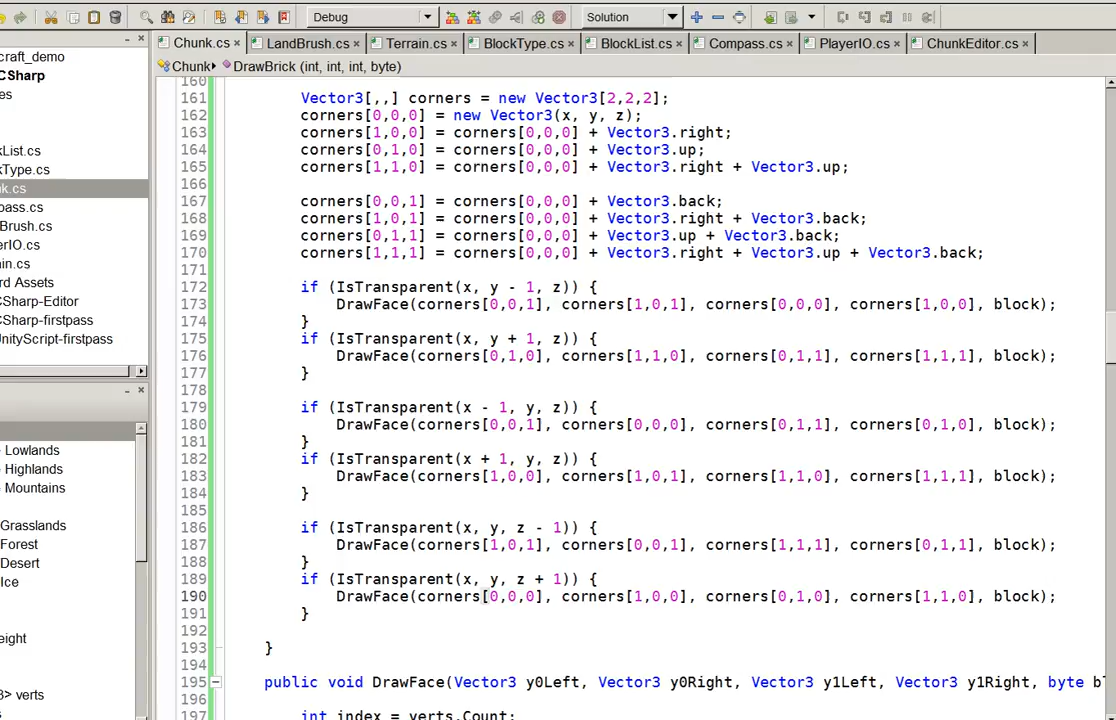 Debug
Solution
craft_demo
CSharp
es
kList.cs
kType.cs
nk.cs
pass.cs
Brush.cs
erIO.cs
in.cs
rd Assets
CSharp-Editor
CSharp-firstpass
UnityScript-firstpass
Lowlands
Highlands
Mountains
Grasslands
Forest
Desert
Ice
eight
3> verts
Chunk.cs × LandBrush.cs × Terrain.cs × BlockType.cs × BlockList.cs × Compass.cs × PlayerIO.cs × ChunkEditor.cs ×
Chunk DrawBrick (int, int, int, byte)
160
161 Vector3[,,] corners = new Vector3[2,2,2];
162 corners[0,0,0] = new Vector3(x, y, z);
163 corners[1,0,0] = corners[0,0,0] + Vector3.right;
164 corners[0,1,0] = corners[0,0,0] + Vector3.up;
165 corners[1,1,0] = corners[0,0,0] + Vector3.right + Vector3.up;
166
167 corners[0,0,1] = corners[0,0,0] + Vector3.back;
168 corners[1,0,1] = corners[0,0,0] + Vector3.right + Vector3.back;
169 corners[0,1,1] = corners[0,0,0] + Vector3.up + Vector3.back;
170 corners[1,1,1] = corners[0,0,0] + Vector3.right + Vector3.up + Vector3.back;
171
172 if (IsTransparent(x, y - 1, z)) {
173 DrawFace(corners[0,0,1], corners[1,0,1], corners[0,0,0], corners[1,0,0], block);
174 }
175 if (IsTransparent(x, y + 1, z)) {
176 DrawFace(corners[0,1,0], corners[1,1,0], corners[0,1,1], corners[1,1,1], block);
177 }
178
179 if (IsTransparent(x - 1, y, z)) {
180 DrawFace(corners[0,0,1], corners[0,0,0], corners[0,1,1], corners[0,1,0], block);
181 }
182 if (IsTransparent(x + 1, y, z)) {
183 DrawFace(corners[1,0,0], corners[1,0,1], corners[1,1,0], corners[1,1,1], block);
184 }
185
186 if (IsTransparent(x, y, z - 1)) {
187 DrawFace(corners[1,0,1], corners[0,0,1], corners[1,1,1], corners[0,1,1], block);
188 }
189 if (IsTransparent(x, y, z + 1)) {
190 DrawFace(corners[0,0,0], corners[1,0,0], corners[0,1,0], corners[1,1,0], block);
191 }
192
193 }
194
195 public void DrawFace(Vector3 y0Left, Vector3 y0Right, Vector3 y1Left, Vector3 y1Right, byte bl
196
197 int index = verts.Count;